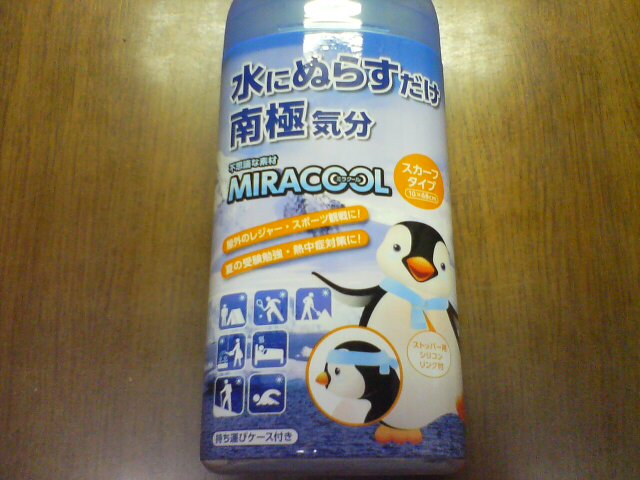 水にぬらすだけ
南極気分
不思議な素材
MIRACOOL
ミラクール
スカーフ
タイプ
10×68cm
屋外のレジャー・スポーツ観戦に!
夏の受験勉強・熱中症対策に!
ストッパー用
シリコン
リング付
持ち運びケース付き